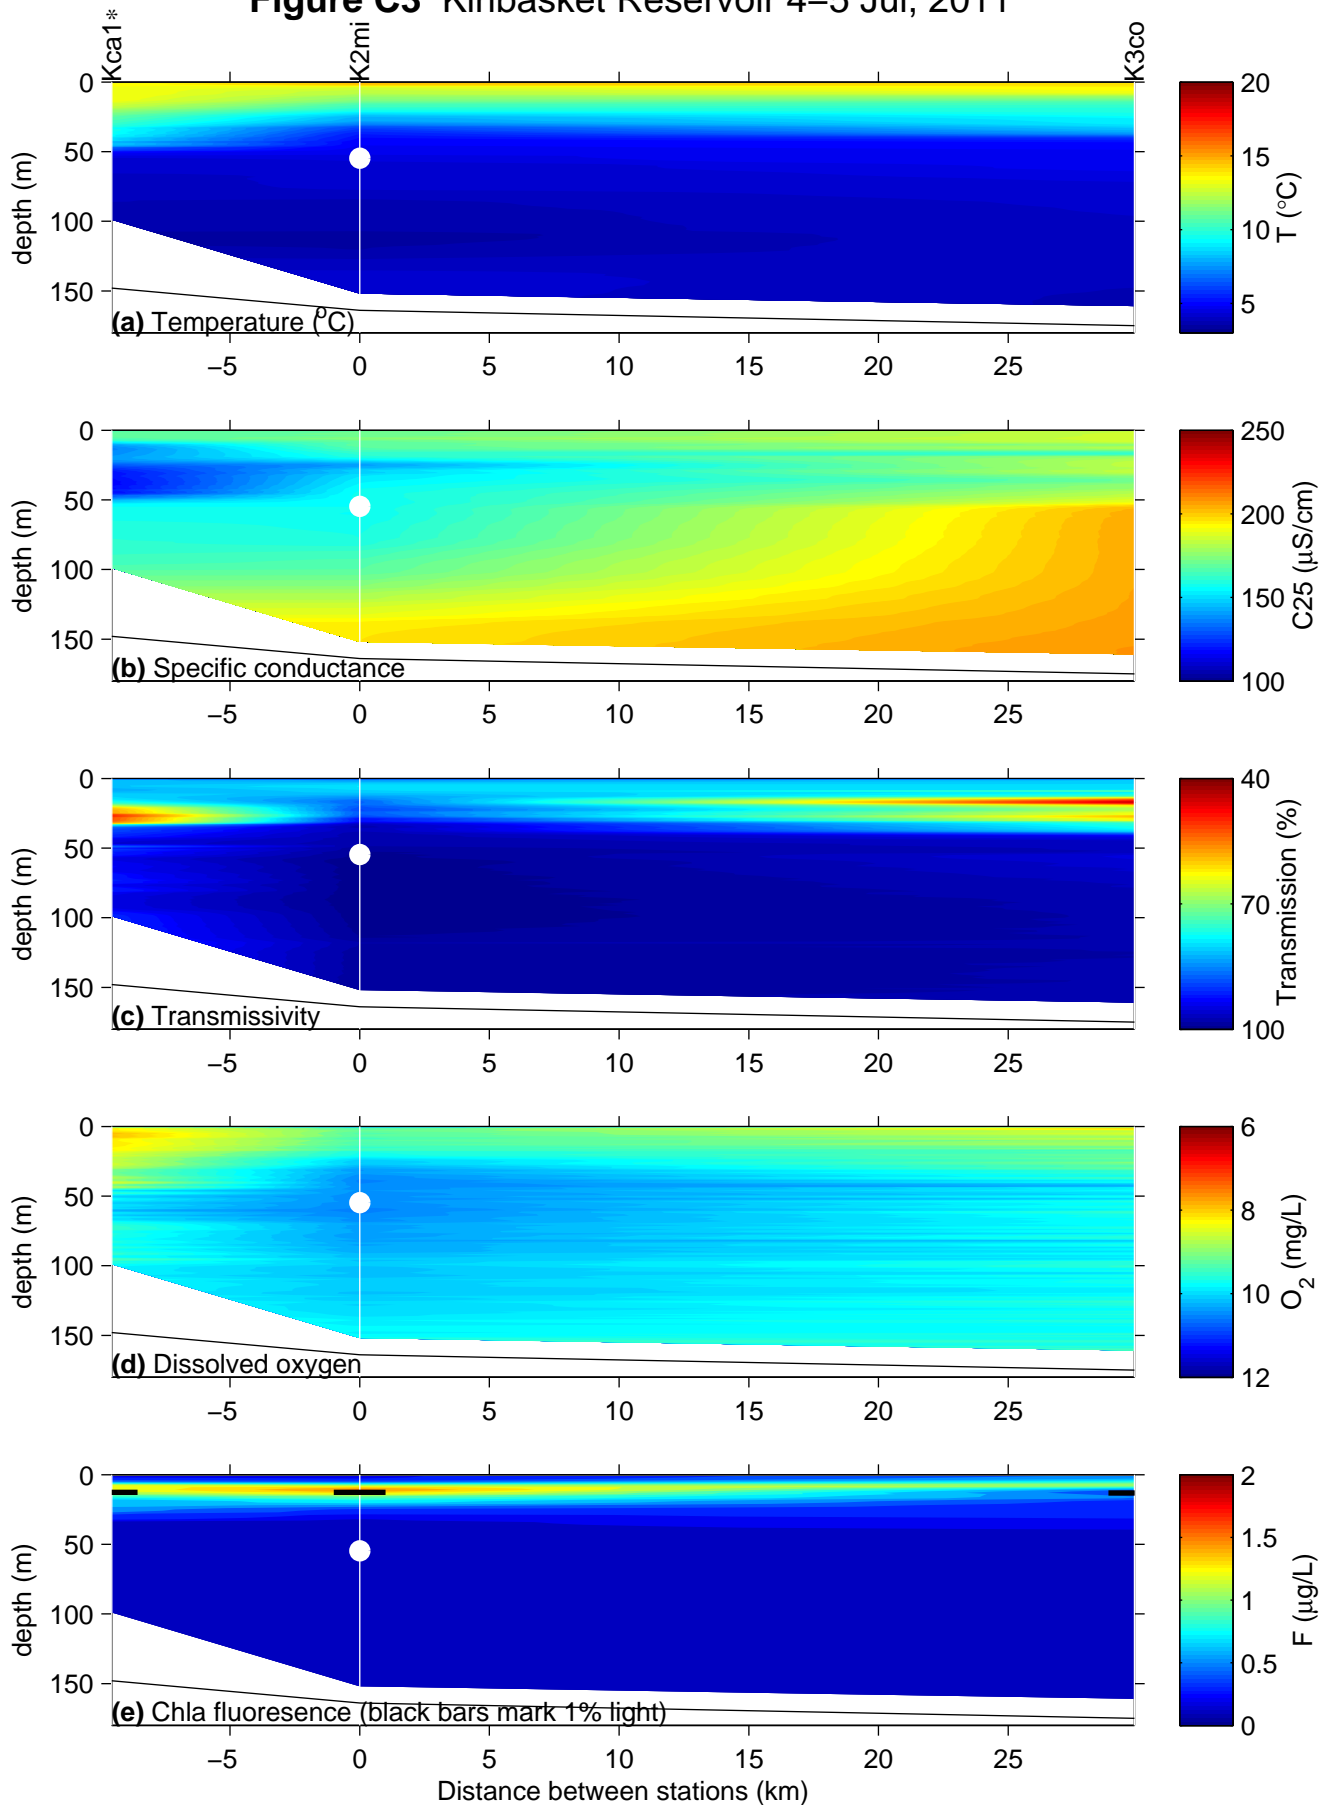 Figure C3 Kinbasket Reservoir 4–5 Jul, 2011
Kca1* K2mi K3co
0
50
100
150
depth (m)
(a) Temperature (°C)
−5 0 5 10 15 20 25
20
15
10
5
T (°C)
0
50
100
150
depth (m)
(b) Specific conductance
−5 0 5 10 15 20 25
250
200
150
100
C25 (µS/cm)
0
50
100
150
depth (m)
(c) Transmissivity
−5 0 5 10 15 20 25
40
70
100
Transmission (%)
0
50
100
150
depth (m)
(d) Dissolved oxygen
−5 0 5 10 15 20 25
6
8
10
12
O2 (mg/L)
0
50
100
150
depth (m)
(e) Chla fluoresence (black bars mark 1% light)
−5 0 5 10 15 20 25
2
1.5
1
0.5
0
F (µg/L)
Distance between stations (km)